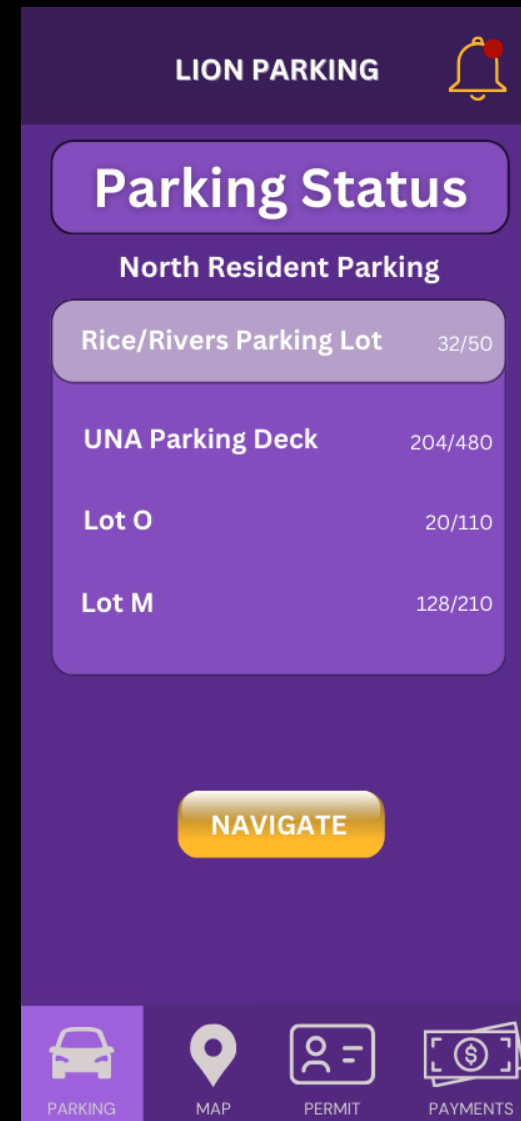 LION PARKING
Parking Status
North Resident Parking
Rice/Rivers Parking Lot 32/50
UNA Parking Deck 204/480
Lot O 20/110
Lot M 128/210
NAVIGATE
$
PARKING MAP PERMIT PAYMENTS